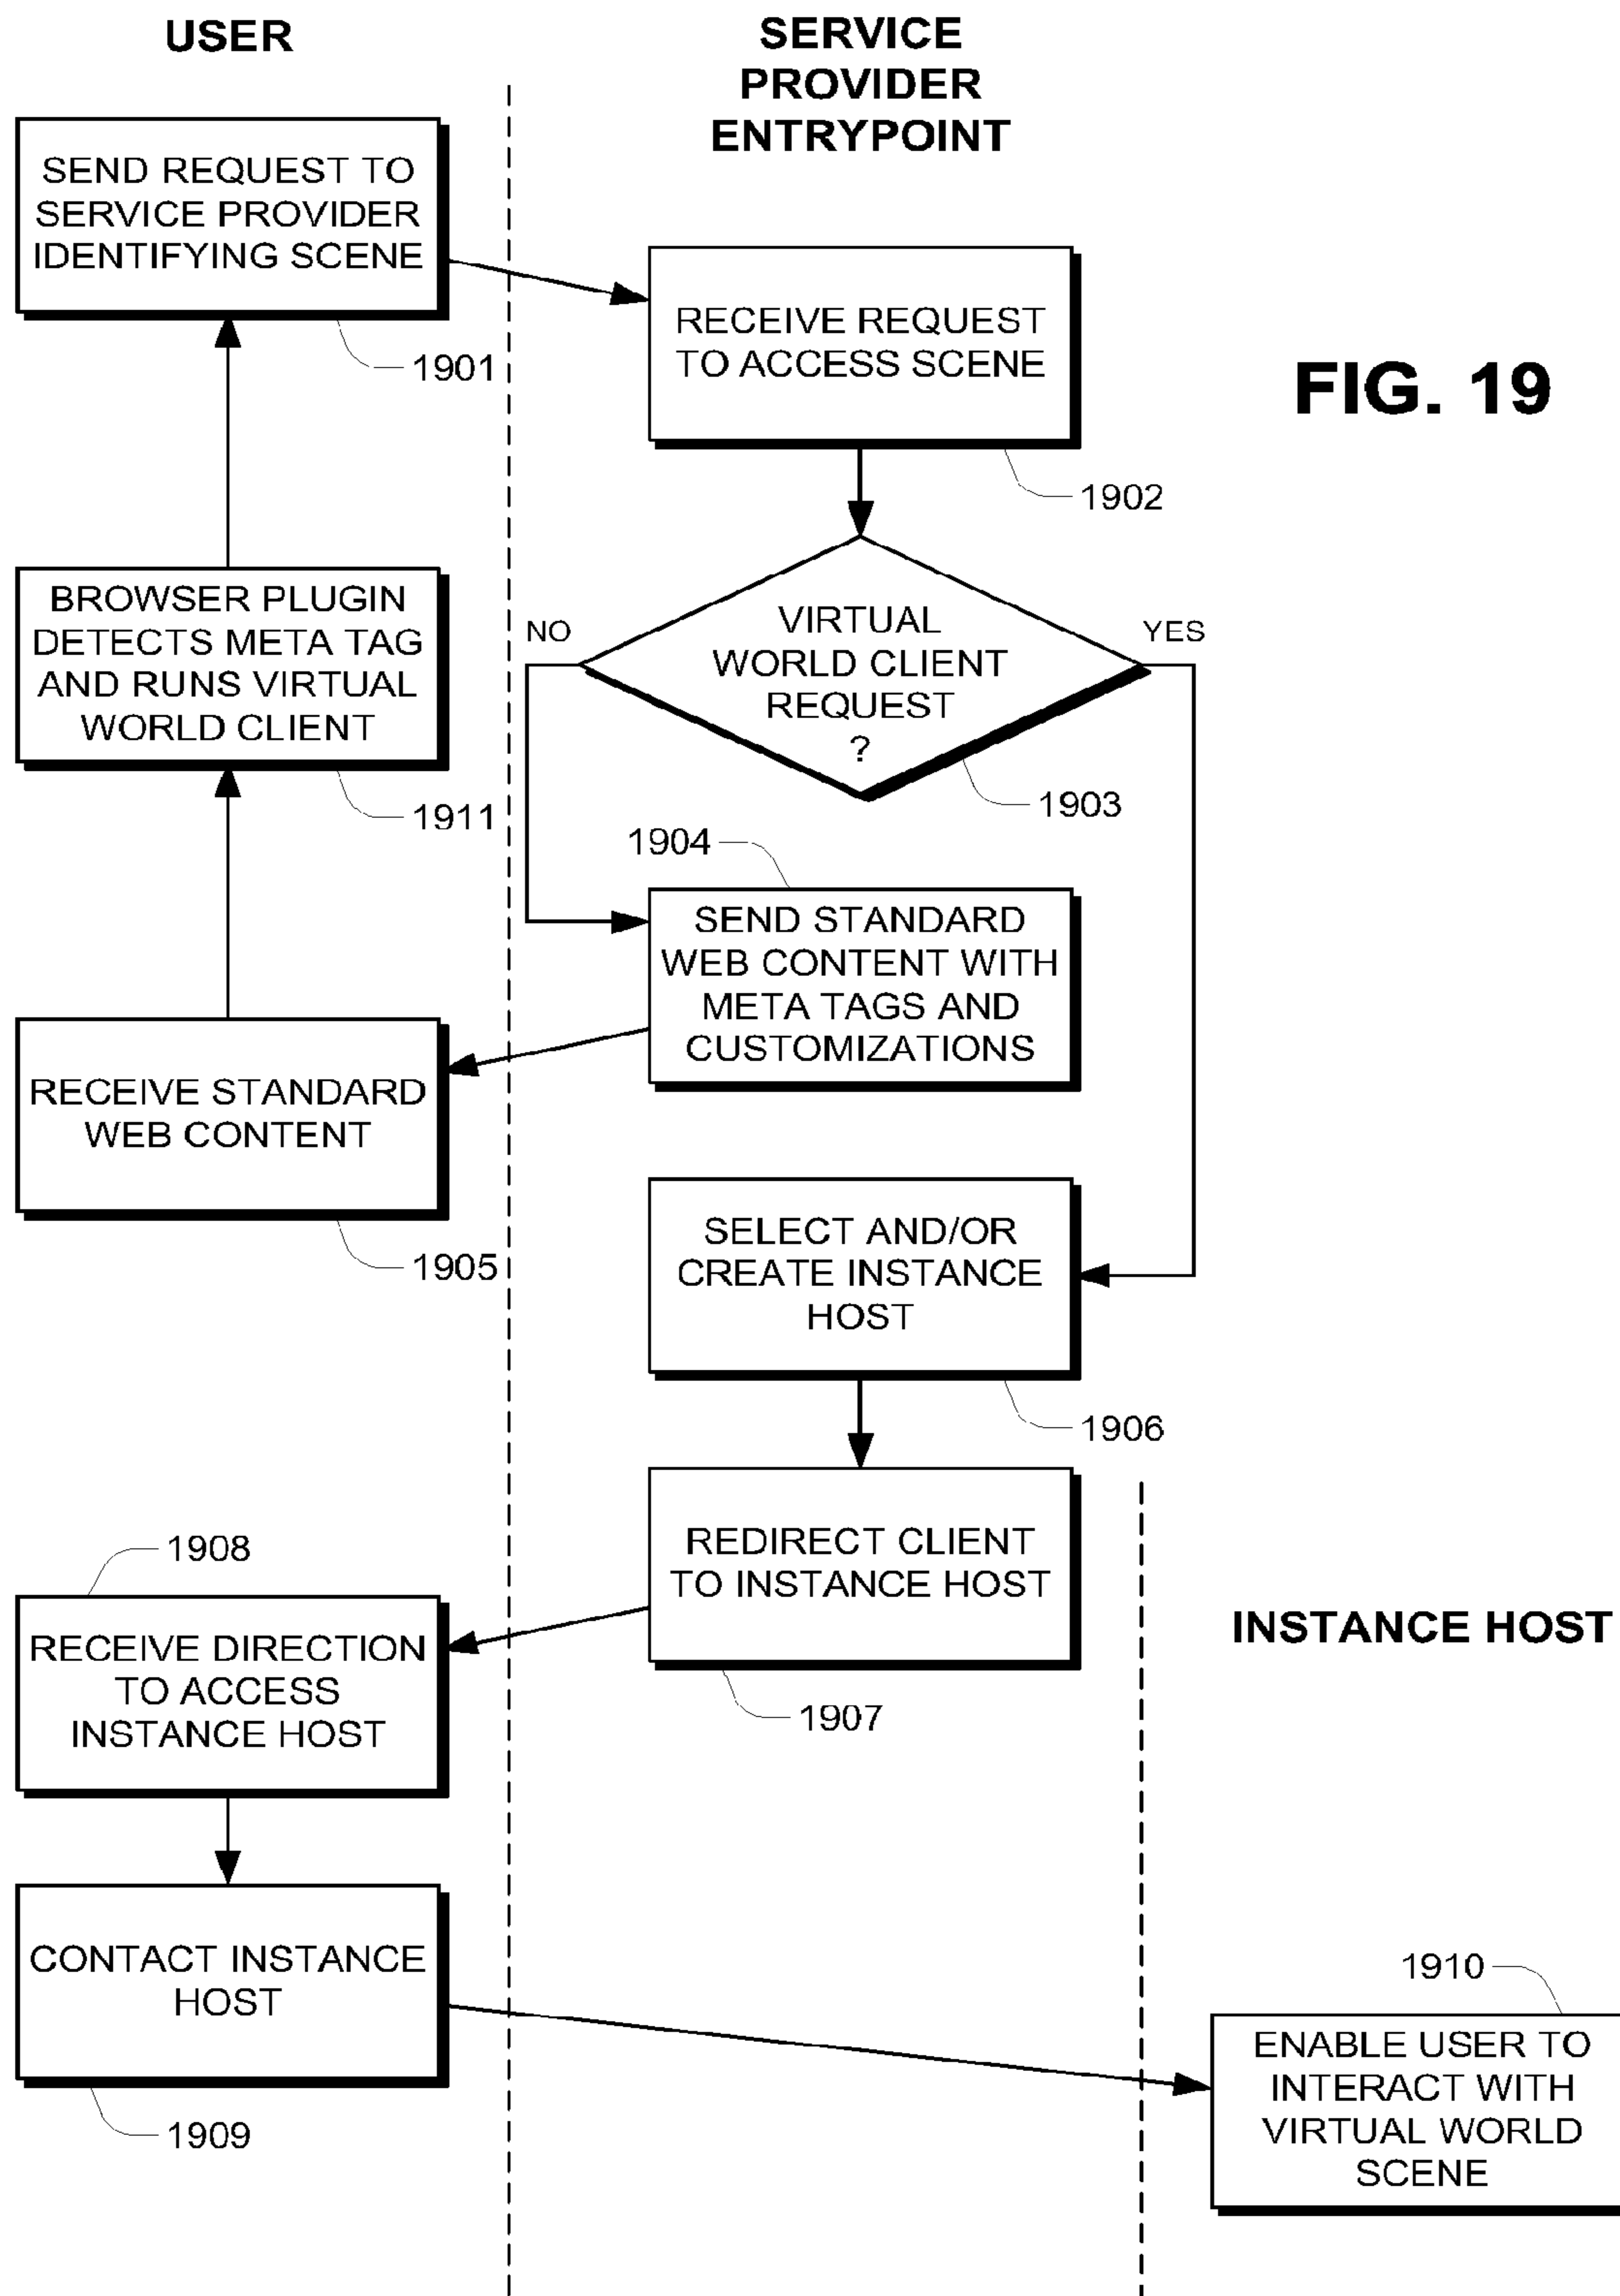 USER
SERVICE
PROVIDER
ENTRYPOINT
SEND REQUEST TO
SERVICE PROVIDER
IDENTIFYING SCENE
1901
RECEIVE REQUEST
TO ACCESS SCENE
1902
FIG. 19
BROWSER PLUGIN
DETECTS META TAG
AND RUNS VIRTUAL
WORLD CLIENT
1911
NO
VIRTUAL
WORLD CLIENT
REQUEST
?
YES
1903
1904
SEND STANDARD
WEB CONTENT WITH
META TAGS AND
CUSTOMIZATIONS
RECEIVE STANDARD
WEB CONTENT
1905
SELECT AND/OR
CREATE INSTANCE
HOST
1906
REDIRECT CLIENT
TO INSTANCE HOST
1907
1908
RECEIVE DIRECTION
TO ACCESS
INSTANCE HOST
INSTANCE HOST
CONTACT INSTANCE
HOST
1909
1910
ENABLE USER TO
INTERACT WITH
VIRTUAL WORLD
SCENE